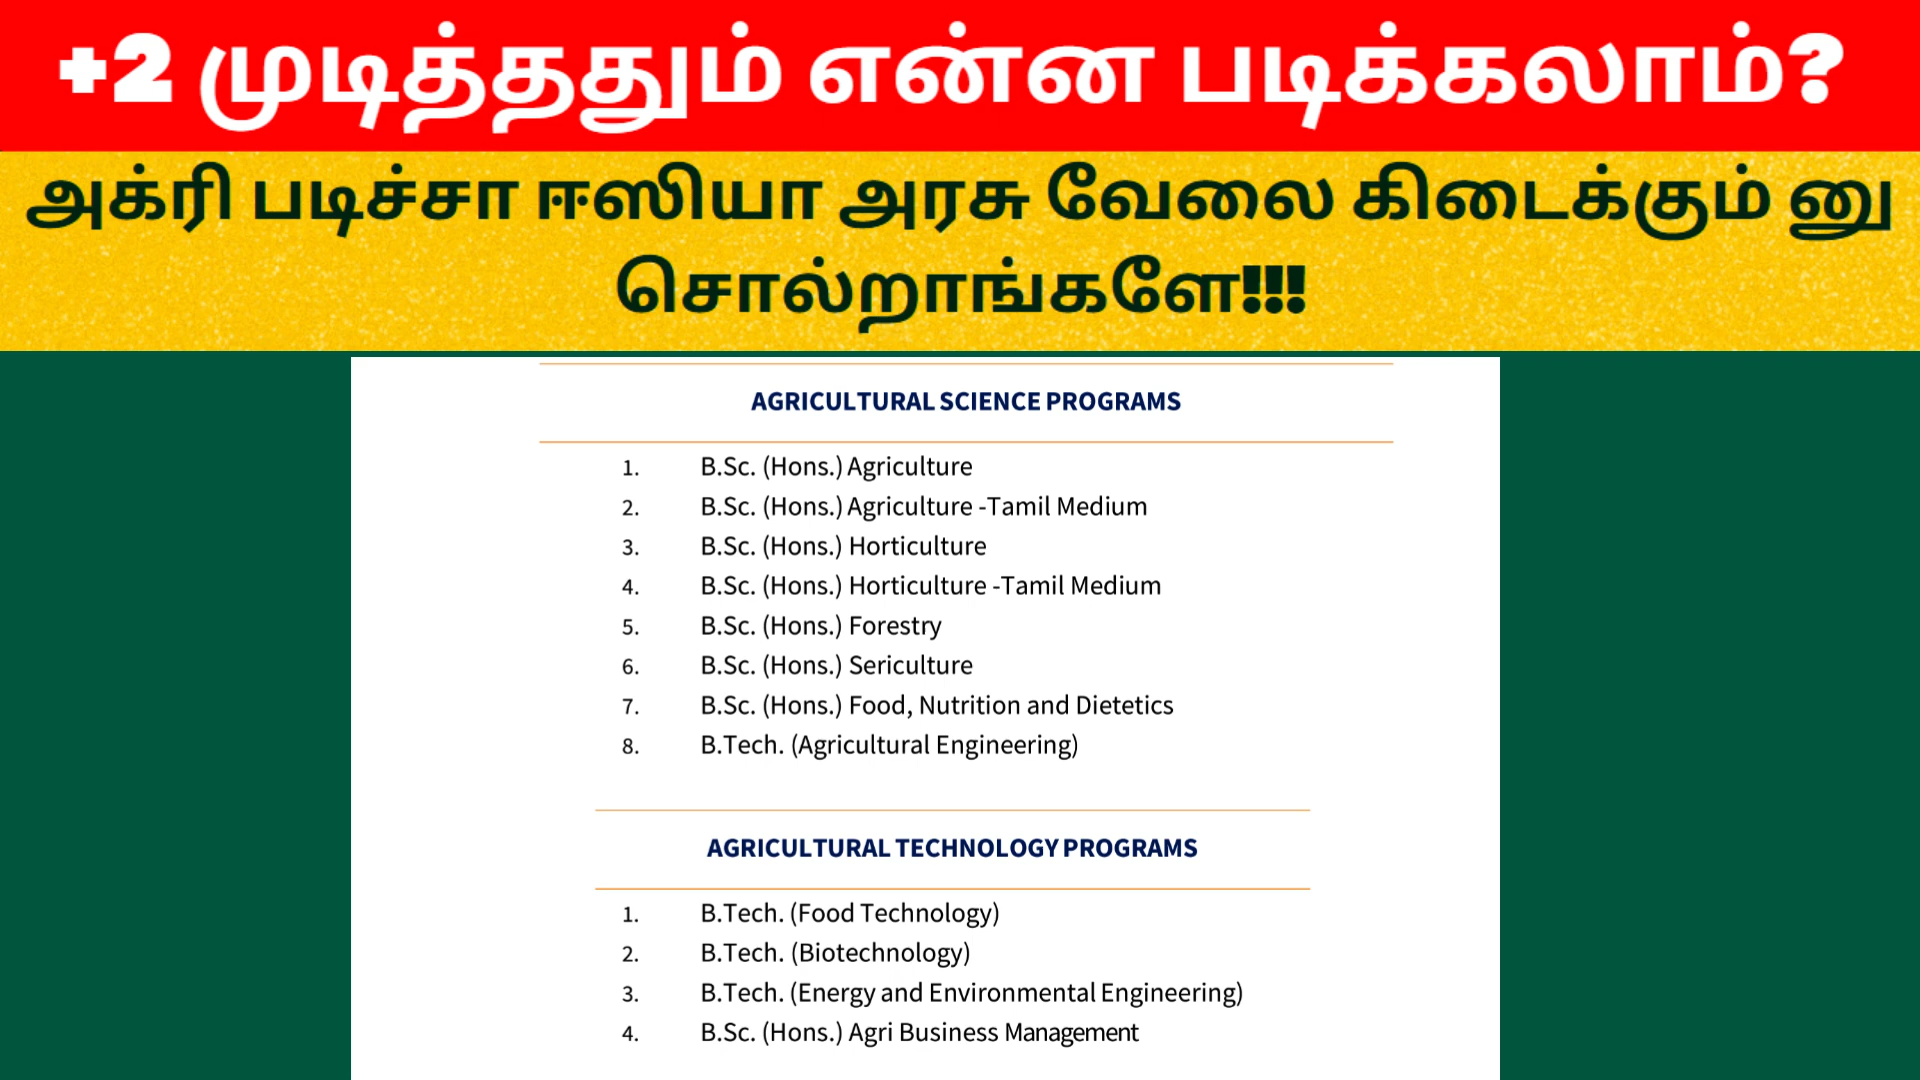 +2 முடித்ததும் என்ன படிக்கலாம்?
அக்ரி படிச்சா ஈஸியா அரசு வேலை கிடைக்கும் னு
சொல்றாங்களே!!!
AGRICULTURAL SCIENCE PROGRAMS
1. B.Sc. (Hons.) Agriculture
2. B.Sc. (Hons.) Agriculture -Tamil Medium
3. B.Sc. (Hons.) Horticulture
4. B.Sc. (Hons.) Horticulture -Tamil Medium
5. B.Sc. (Hons.) Forestry
6. B.Sc. (Hons.) Sericulture
7. B.Sc. (Hons.) Food, Nutrition and Dietetics
8. B.Tech. (Agricultural Engineering)
AGRICULTURAL TECHNOLOGY PROGRAMS
1. B.Tech. (Food Technology)
2. B.Tech. (Biotechnology)
3. B.Tech. (Energy and Environmental Engineering)
4. B.Sc. (Hons.) Agri Business Management